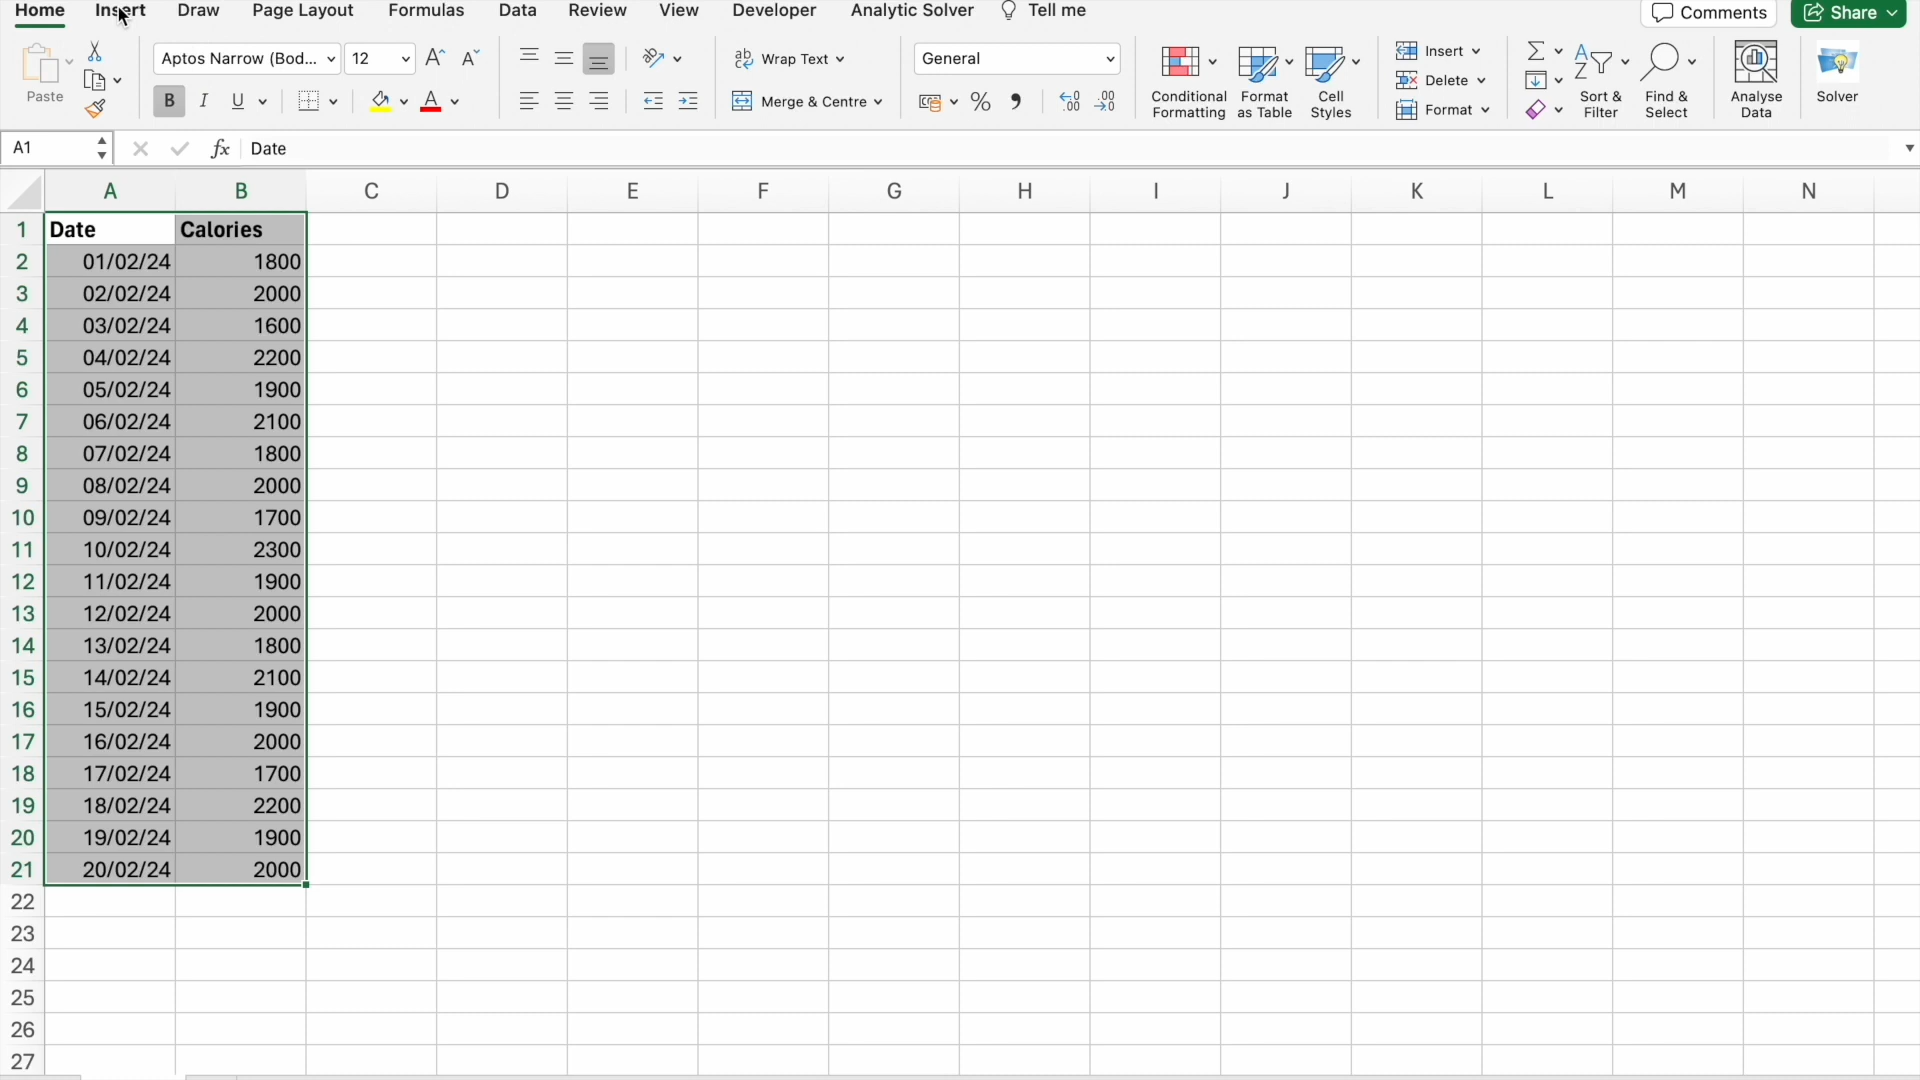 Home Insert Draw Page Layout Formulas Data Review View Developer Analytic Solver Tell me Comments Share
Paste Aptos Narrow (Bod... 12 Wrap Text General Conditional Formatting Format as Table Cell Styles Insert Sort & Filter Find & Select Analyse Data Solver
B I U Merge & Centre % Delete
Format
A1 fx Date
A B C D E F G H I J K L M N
1 Date Calories
2 01/02/24 1800
3 02/02/24 2000
4 03/02/24 1600
5 04/02/24 2200
6 05/02/24 1900
7 06/02/24 2100
8 07/02/24 1800
9 08/02/24 2000
10 09/02/24 1700
11 10/02/24 2300
12 11/02/24 1900
13 12/02/24 2000
14 13/02/24 1800
15 14/02/24 2100
16 15/02/24 1900
17 16/02/24 2000
18 17/02/24 1700
19 18/02/24 2200
20 19/02/24 1900
21 20/02/24 2000
22
23
24
25
26
27